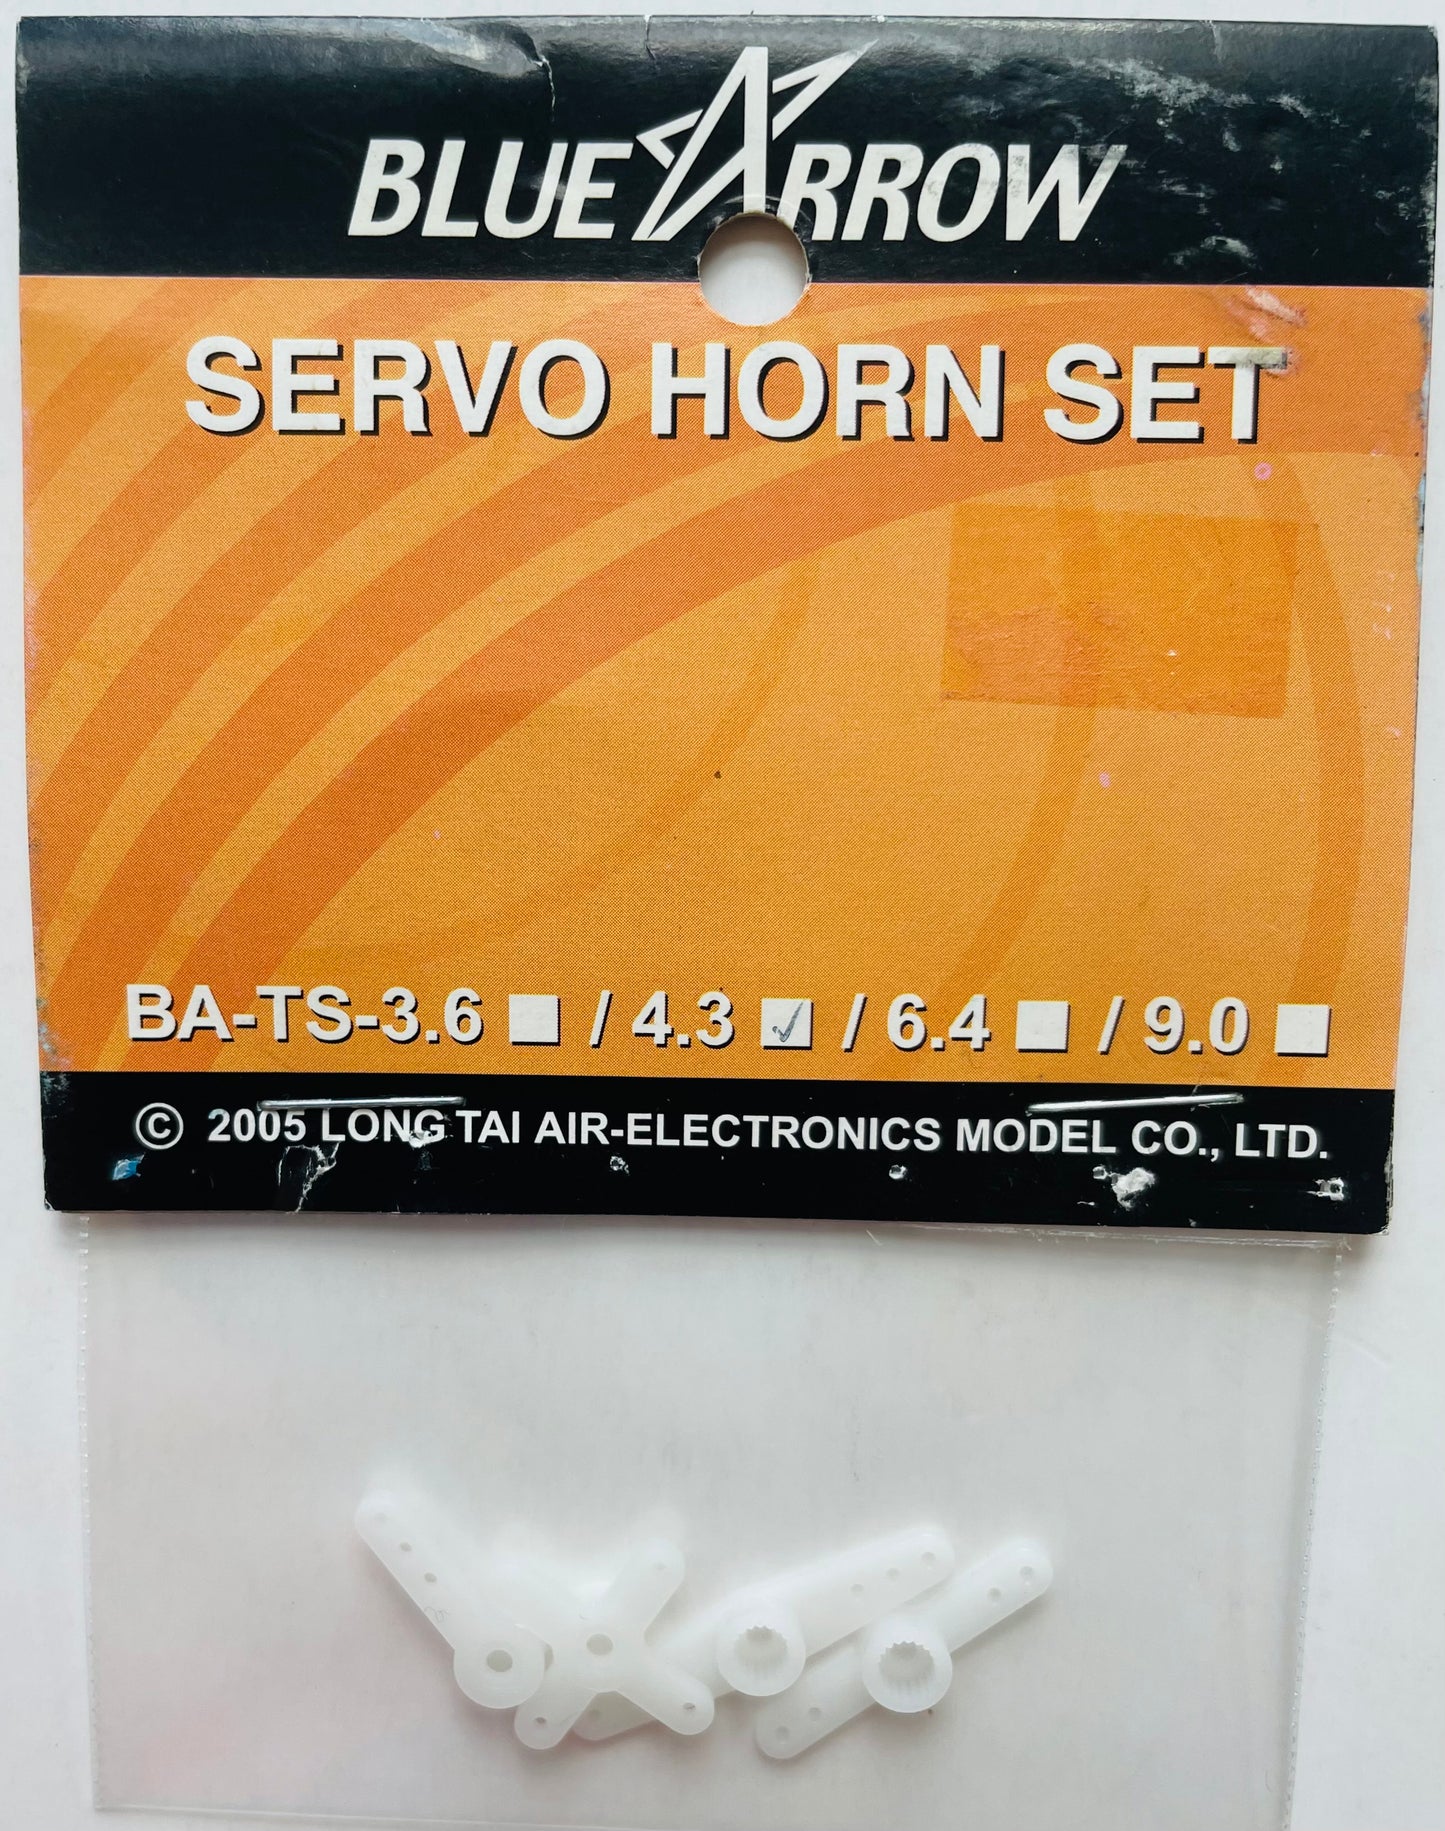 BLUE ARROW
SERVO HORN SET
BA-TS-3.6 / 4.3 ✓ / 6.4 / 9.0
© 2005 LONG TAI AIR-ELECTRONICS MODEL CO., LTD.